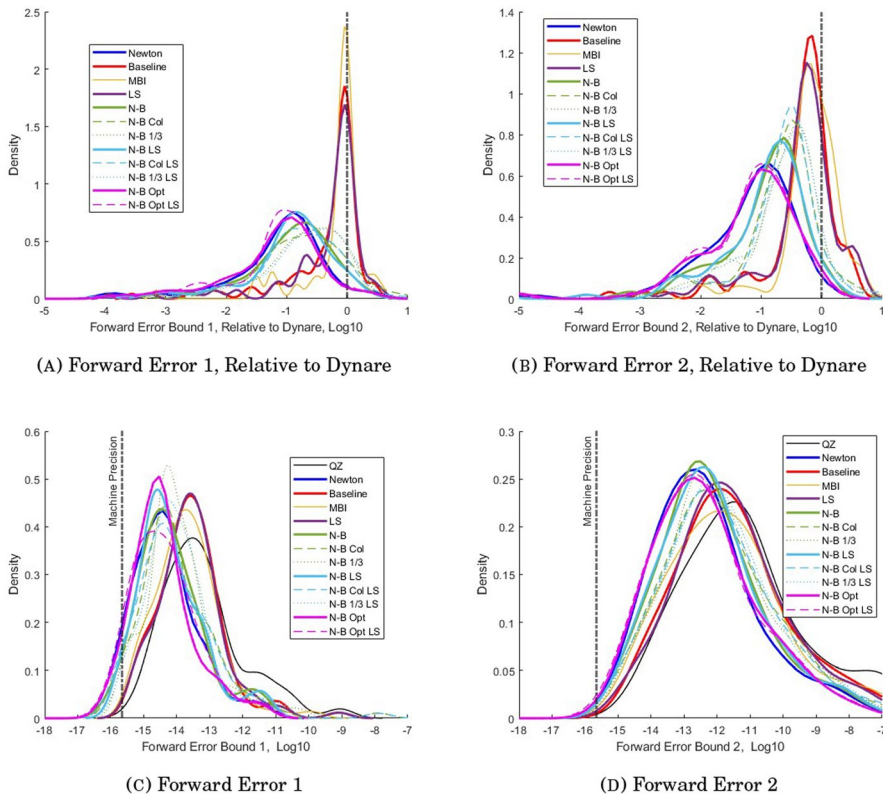 2.5
2
1.5
1
0.5
0
Density
Newton
Baseline
MBI
LS
N-B
N-B Col
N-B 1/3
N-B LS
N-B Col LS
N-B 1/3 LS
N-B Opt
N-B Opt LS
-5 -4 -3 -2 -1 0 1
Forward Error Bound 1, Relative to Dynare, Log10
(A) Forward Error 1, Relative to Dynare
1.4
1.2
1
0.8
0.6
0.4
0.2
0
Density
Newton
Baseline
MBI
LS
N-B
N-B Col
N-B 1/3
N-B LS
N-B Col LS
N-B 1/3 LS
N-B Opt
N-B Opt LS
-5 -4 -3 -2 -1 0 1
Forward Error Bound 2, Relative to Dynare, Log10
(B) Forward Error 2, Relative to Dynare
0.6
0.5
0.4
0.3
0.2
0.1
0
Density
Machine Precision
QZ
Newton
Baseline
MBI
LS
N-B
N-B Col
N-B 1/3
N-B LS
N-B Col LS
N-B 1/3 LS
N-B Opt
N-B Opt LS
-18 -17 -16 -15 -14 -13 -12 -11 -10 -9 -8 -7
Forward Error Bound 1, Log10
(C) Forward Error 1
0.3
0.25
0.2
0.15
0.1
0.05
0
Density
Machine Precision
QZ
Newton
Baseline
MBI
LS
N-B
N-B Col
N-B 1/3
N-B LS
N-B Col LS
N-B 1/3 LS
N-B Opt
N-B Opt LS
-18 -17 -16 -15 -14 -13 -12 -11 -10 -9 -8 -7
Forward Error Bound 2, Log10
(D) Forward Error 2